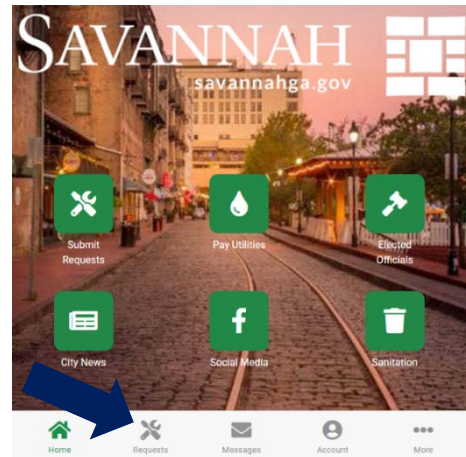 SAVANNAH
savannahga.gov
Submit
Requests
Pay Utilities
Elected
Officials
City News
Social Media
Sanitation
Home
Requests
Messages
Account
More